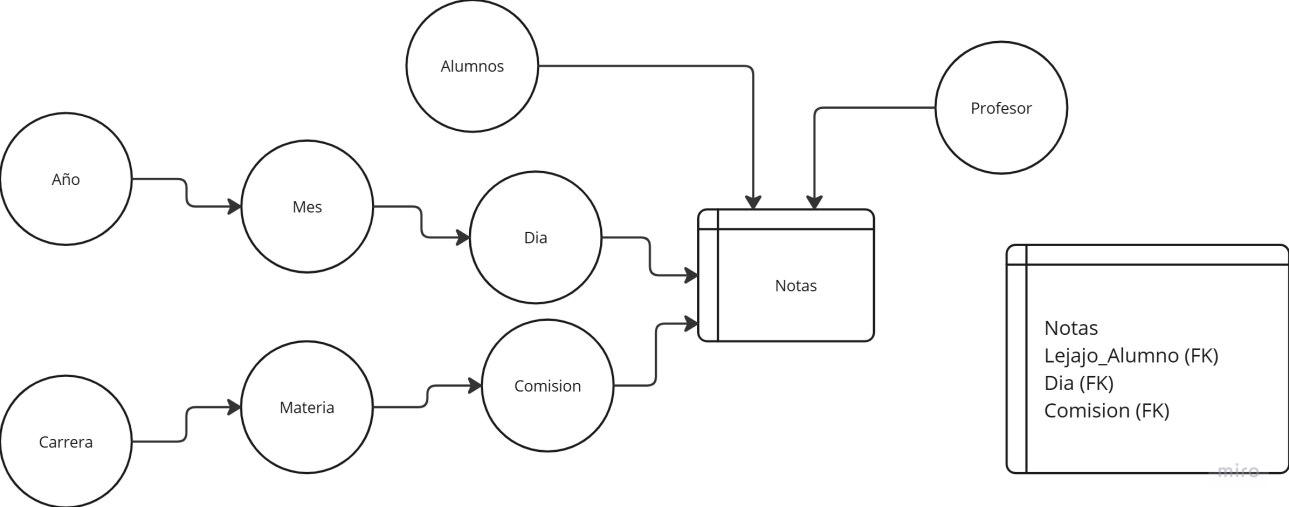 Alumnos
Profesor
Año
Mes
Dia
Notas
Carrera
Materia
Comision
Notas
Lejajo_Alumno (FK)
Dia (FK)
Comision (FK)
miro